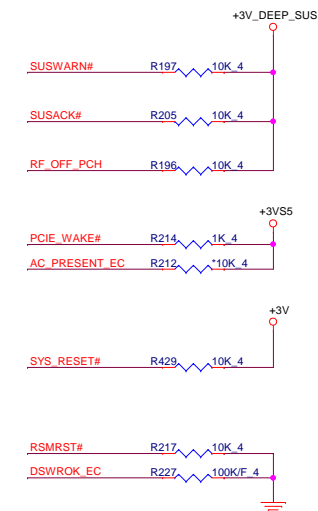 +3V_DEEP_SUS
SUSWARN# R197 10K_4
SUSACK# R205 10K_4
RF_OFF_PCH R196 10K_4
+3VS5
PCIE_WAKE# R214 1K_4
AC_PRESENT_EC R212 *10K_4
+3V
SYS_RESET# R429 10K_4
RSMRST# R217 10K_4
DSWROK_EC R227 100K/F_4